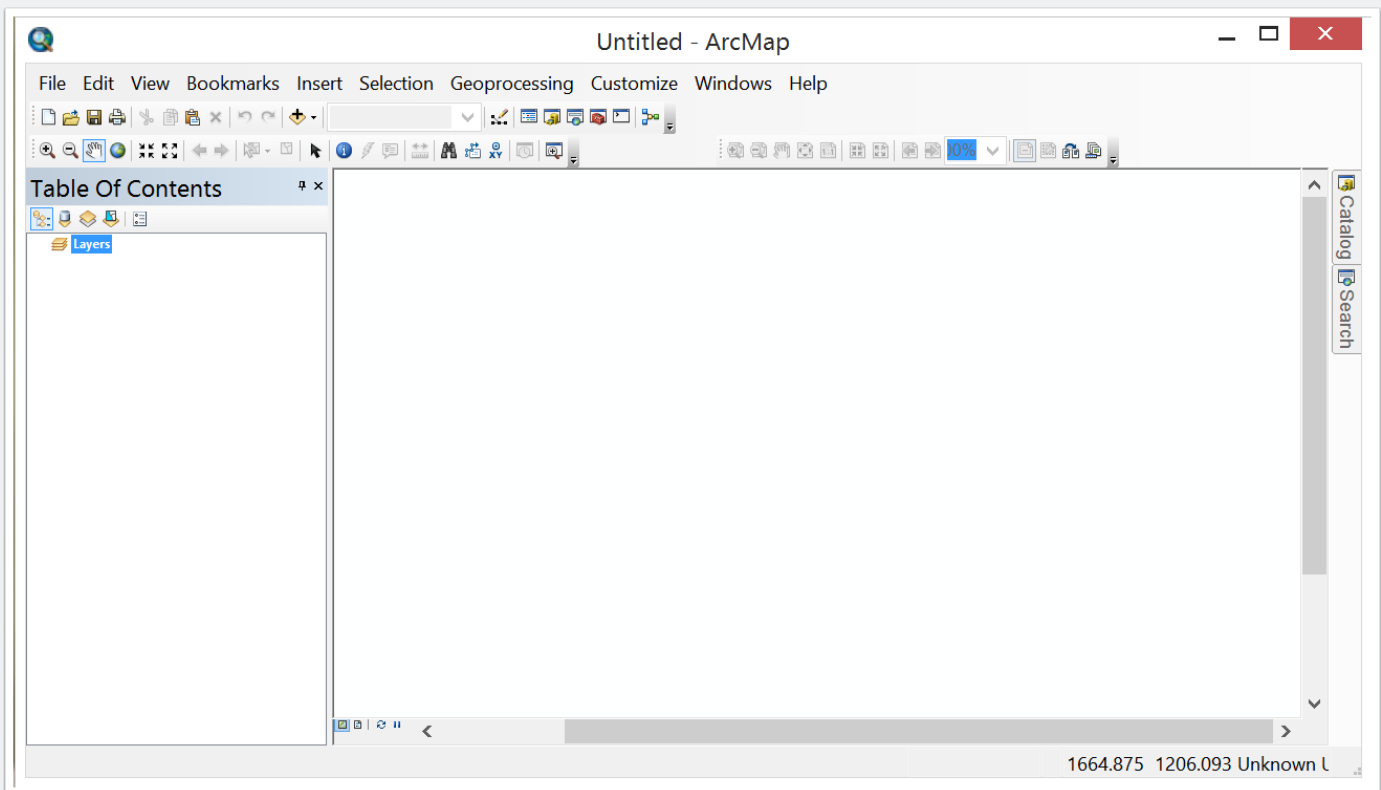 Untitled - ArcMap
File Edit View Bookmarks Insert Selection Geoprocessing Customize Windows Help
Table Of Contents
Layers
Catalog
Search
1664.875 1206.093 Unknown